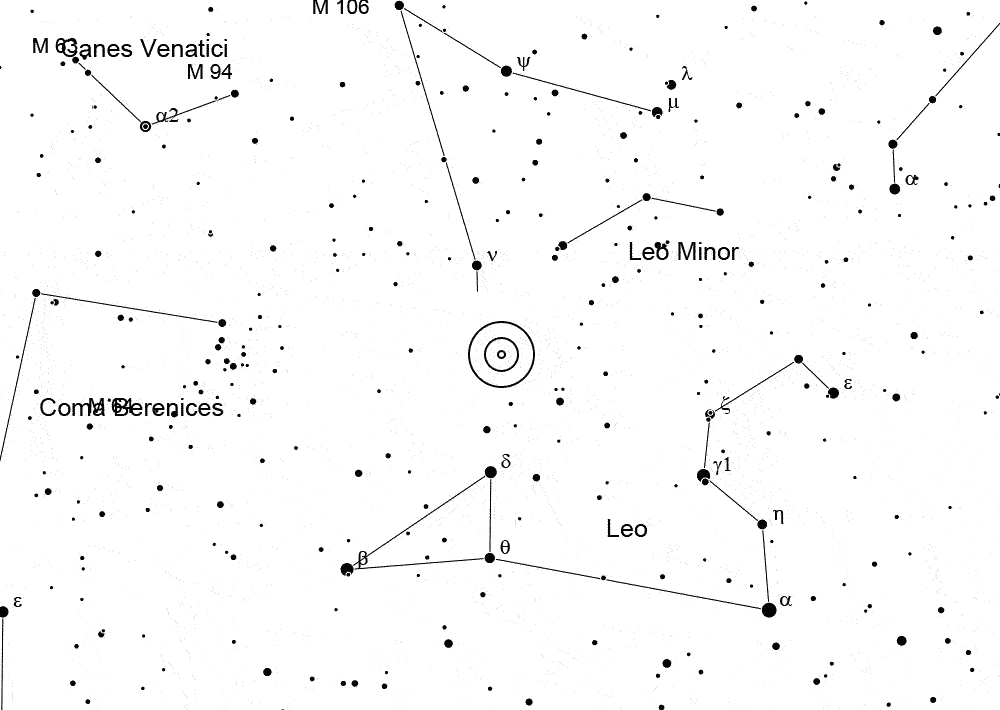 M 106
M 63
Canes Venatici
ψ
M 94
λ
μ
α2
α
ν
Leo Minor
ε
ζ
Coma Berenices
M 64
δ
γ1
η
Leo
θ
β
α
ε